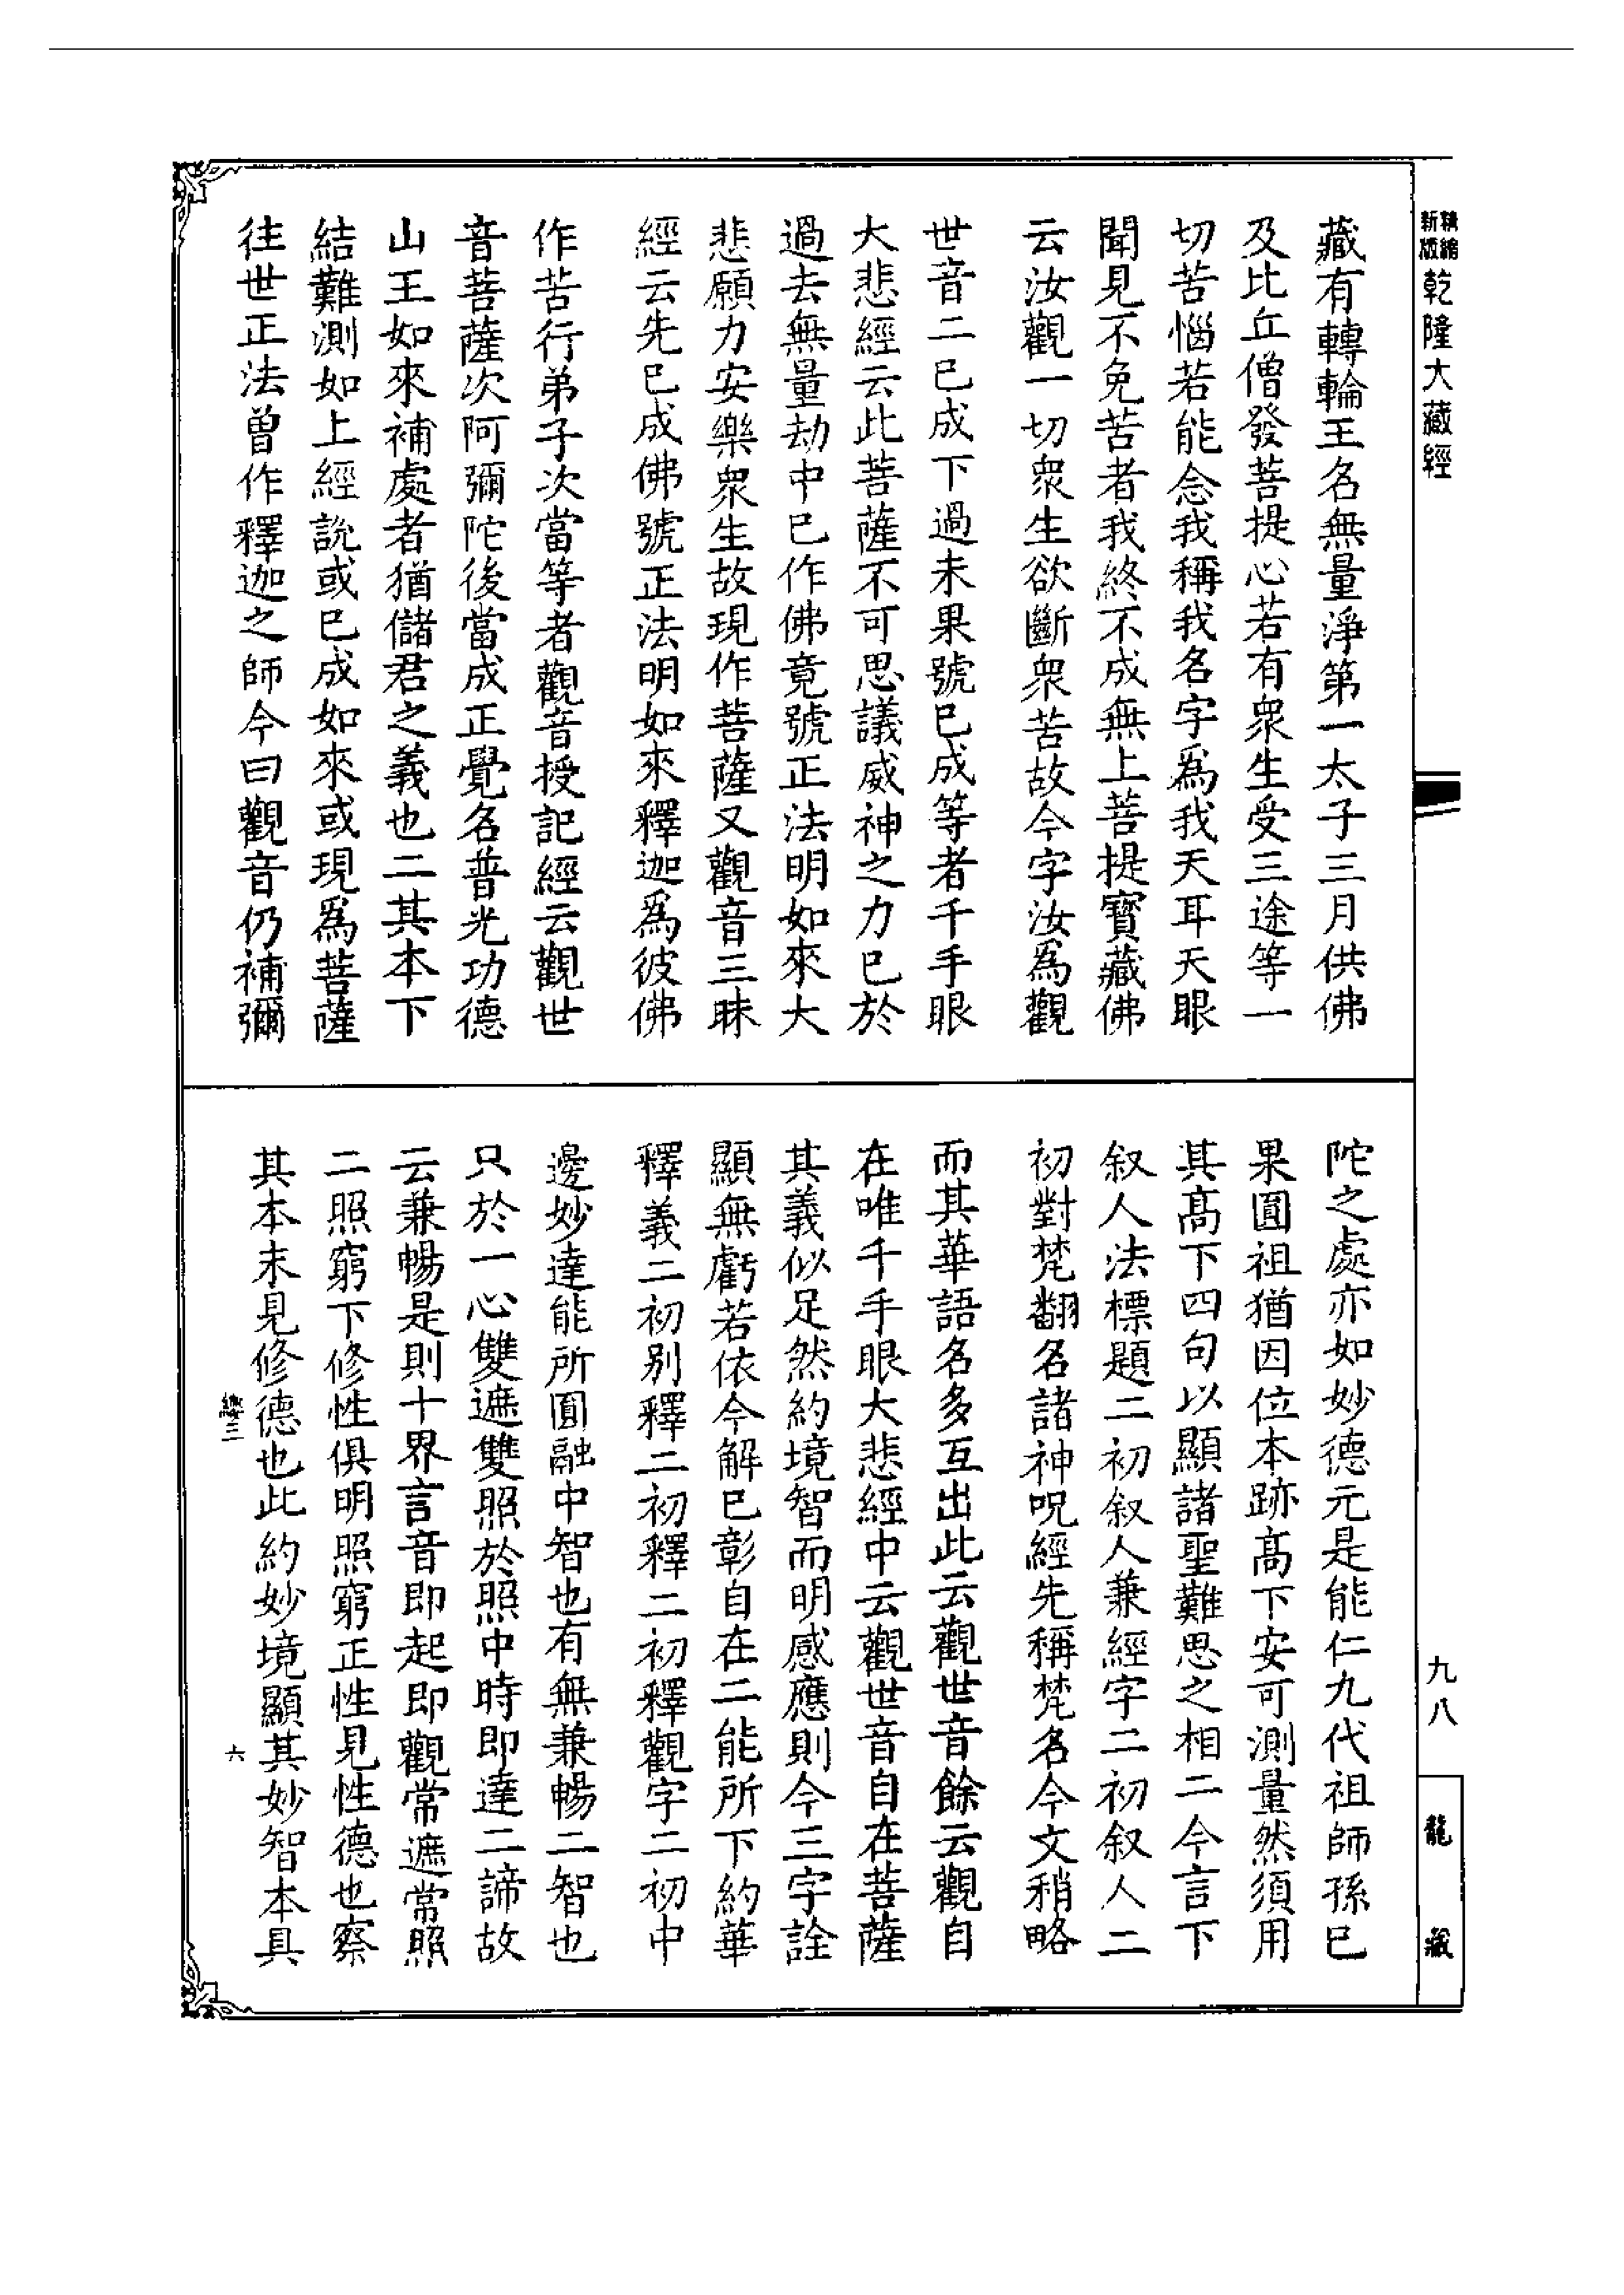 精縮新版乾隆大藏經
藏有轉輪王名無量淨第一太子三月供佛
及比丘僧發菩提心若有衆生受三途等一
切苦惱若能念我稱我名字爲我天耳天眼
聞見不免苦者我終不成無上菩提寶藏佛
云汝觀一切衆生欲斷衆苦故今字汝爲觀
世音二巳成下過未果號巳成等者千手眼
大悲經云此菩薩不可思議威神之力巳於
過去無量劫中巳作佛竟號正法明如來大
悲願力安樂衆生故現作菩薩又觀音三昧
經云先巳成佛號正法明如來釋迦爲彼佛
作苦行弟子次當等者觀音授記經云觀世
音菩薩次阿彌陀後當成正覺名普光功德
山王如來補處者猶儲君之義也二其本下
結難測如上經說或巳成如來或現爲菩薩
往世正法曾作釋迦之師今曰觀音仍補彌
陀之處亦如妙德元是能仁九代祖師孫巳
果圓祖猶因位本跡髙下安可測量然須用
其髙下四句以顯諸聖難思之相二今言下
叙人法標題二初叙人兼經字二初叙人二
初對梵翻名諸神呪經先稱梵名今文稍略
而其華語名多互出此云觀世音餘云觀自
在唯千手眼大悲經中云觀世音自在菩薩
其義似足然約境智而明感應則今三字詮
顯無虧若依今解巳彰自在二能所下約華
釋義二初别釋二初釋二初釋觀字二初中
邊妙達能所圓融中智也有無兼暢二智也
只於一心雙遮雙照於照中時即達二諦故
云兼暢是則十界言音即起即觀常遮常照
二照窮下修性俱明照窮正性見性德也察
其本末見修德也此約妙境顯其妙智本具
緫三
六
九八
龍藏